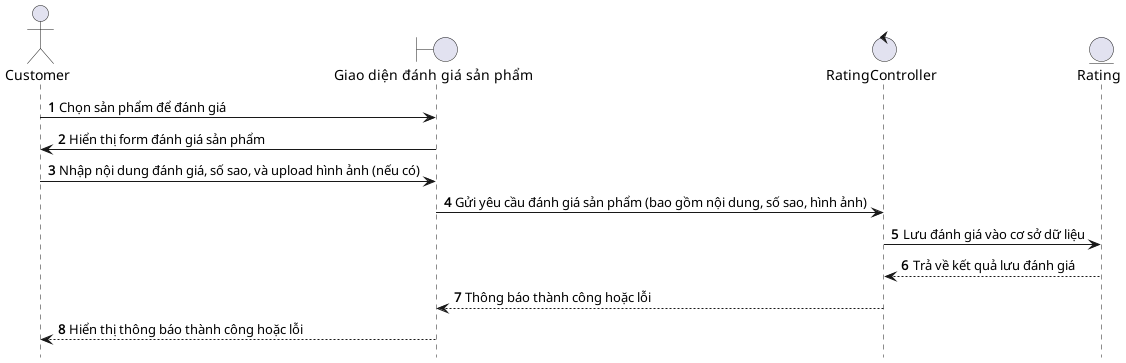 Customer
Giao diện đánh giá sản phẩm
RatingController
Rating
1 Chọn sản phẩm để đánh giá
2 Hiển thị form đánh giá sản phẩm
3 Nhập nội dung đánh giá, số sao, và upload hình ảnh (nếu có)
4 Gửi yêu cầu đánh giá sản phẩm (bao gồm nội dung, số sao, hình ảnh)
5 Lưu đánh giá vào cơ sở dữ liệu
6 Trả về kết quả lưu đánh giá
7 Thông báo thành công hoặc lỗi
8 Hiển thị thông báo thành công hoặc lỗi